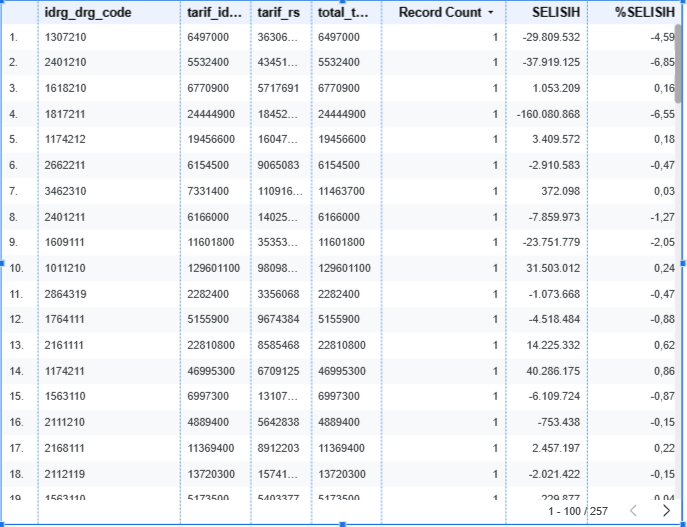 idrg_drg_code tarif_id... tarif_rs total_t... Record Count SELISIH %SELISIH
1. 1307210 6497000 36306... 6497000 1 -29.809.532 -4,59
2. 2401210 5532400 43451... 5532400 1 -37.919.125 -6,85
3. 1618210 6770900 5717691 6770900 1 1.053.209 0,16
4. 1817211 24444900 18452... 24444900 1 -160.080.868 -6,55
5. 1174212 19456600 16047... 19456600 1 3.409.572 0,18
6. 2662211 6154500 9065083 6154500 1 -2.910.583 -0,47
7. 3462310 7331400 110916... 11463700 1 372.098 0,03
8. 2401211 6166000 14025... 6166000 1 -7.859.973 -1,27
9. 1609111 11601800 35353... 11601800 1 -23.751.779 -2,05
10. 1011210 129601100 98098... 129601100 1 31.503.012 0,24
11. 2864319 2282400 3356068 2282400 1 -1.073.668 -0,47
12. 1764111 5155900 9674384 5155900 1 -4.518.484 -0,88
13. 2161111 22810800 8585468 22810800 1 14.225.332 0,62
14. 1174211 46995300 6709125 46995300 1 40.286.175 0,86
15. 1563110 6997300 13107... 6997300 1 -6.109.724 -0,87
16. 2111210 4889400 5642838 4889400 1 -753.438 -0,15
17. 2168111 11369400 8912203 11369400 1 2.457.197 0,22
18. 2112119 13720300 15741... 13720300 1 -2.021.422 -0,15
19. 1563110 5173500 5403377 5173500 1 -229.877 -0,04
1 - 100 / 257